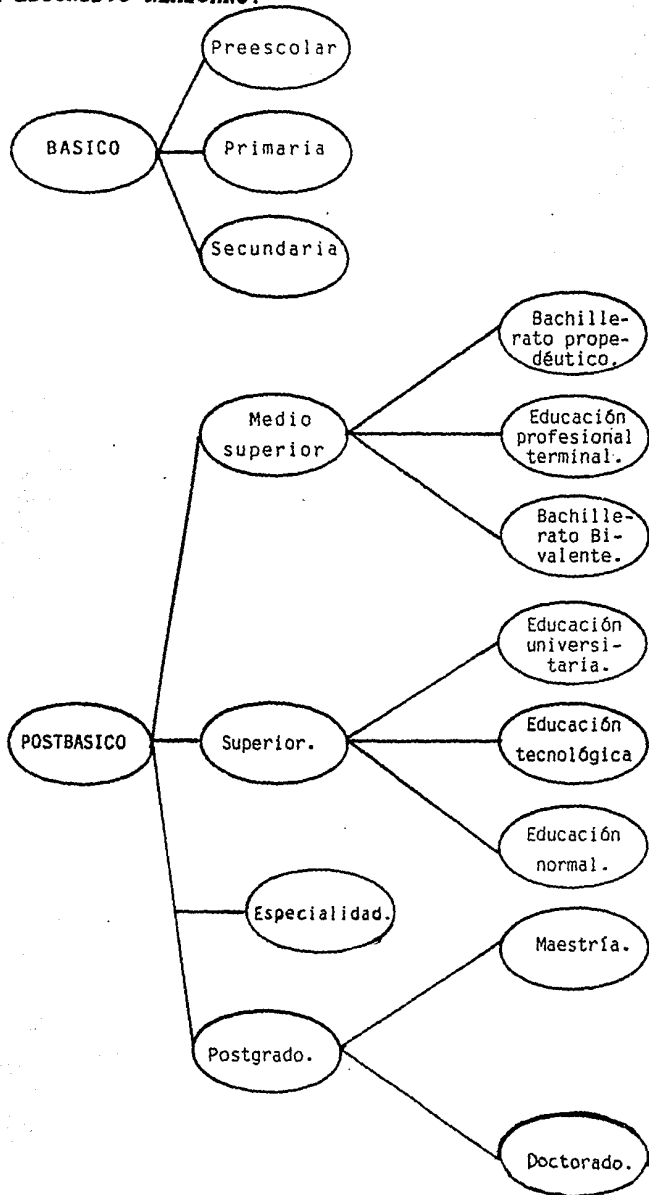 Preescolar
BASICO
Primaria
Secundaria
Bachille-
rato prope-
déutico.
Medio
superior
Educación
profesional
terminal.
Bachille-
rato Bi-
valente.
Educación
universi-
taria.
POSTBASICO
Superior.
Educación
tecnológica
Educación
normal.
Especialidad.
Maestría.
Postgrado.
Doctorado.